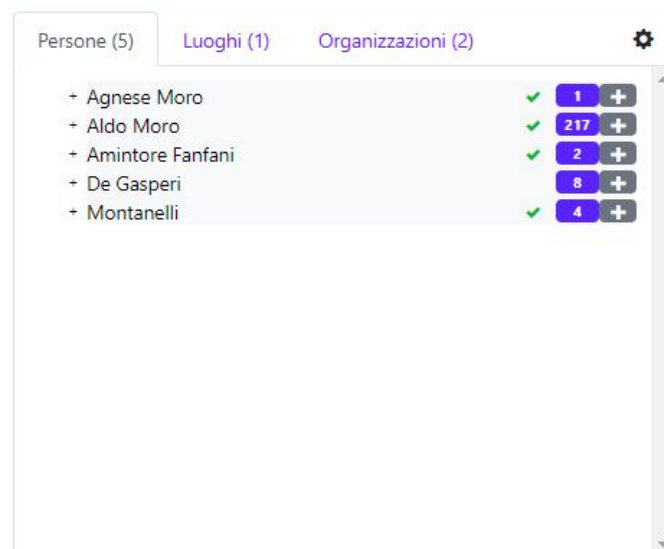 Persone (5) Luoghi (1) Organizzazioni (2)
+ Agnese Moro 1 +
+ Aldo Moro 217 +
+ Amintore Fanfani 2 +
+ De Gasperi 8 +
+ Montanelli 4 +